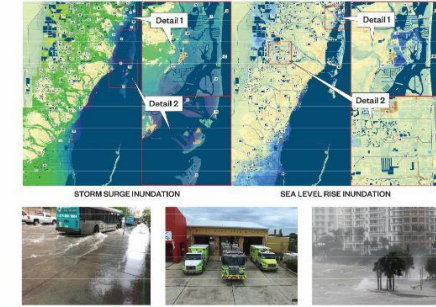 Detail 1
Detail 1
Detail 2
Detail 2
STORM SURGE INUNDATION
SEA LEVEL RISE INUNDATION